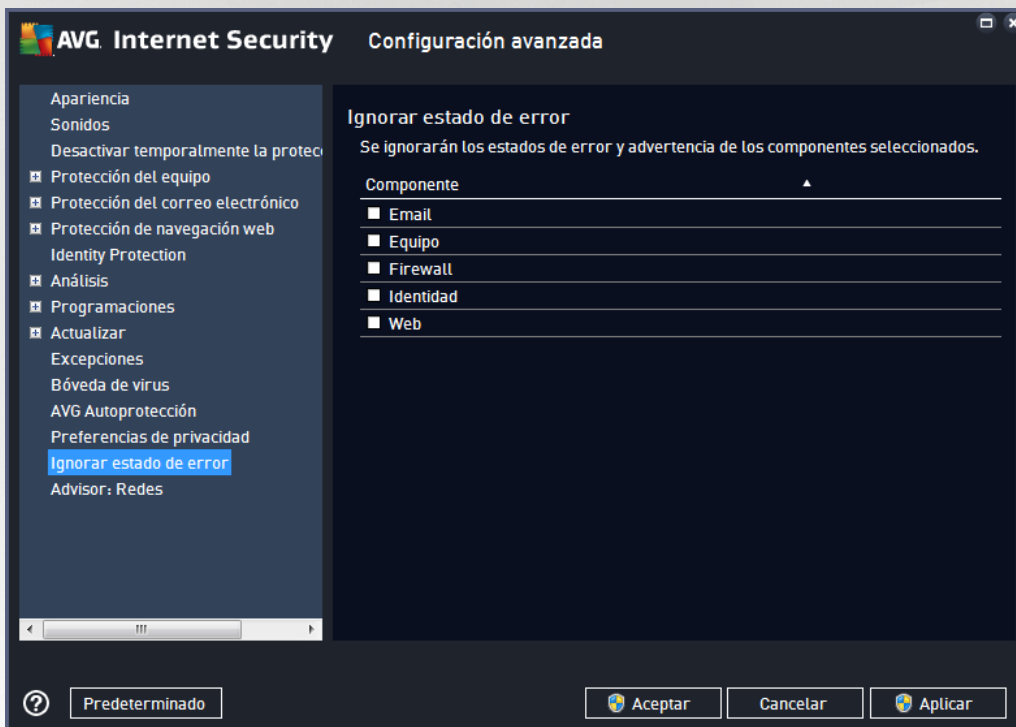 AVG. Internet Security Configuración avanzada
Apariencia
Sonidos
Desactivar temporalmente la protec
Protección del equipo
Protección del correo electrónico
Protección de navegación web
Identity Protection
Análisis
Programaciones
Actualizar
Excepciones
Bóveda de virus
AVG Autoprotección
Preferencias de privacidad
Ignorar estado de error
Advisor: Redes
Ignorar estado de error
Se ignorarán los estados de error y advertencia de los componentes seleccionados.
Componente
Email
Equipo
Firewall
Identidad
Web
Predeterminado
Aceptar
Cancelar
Aplicar